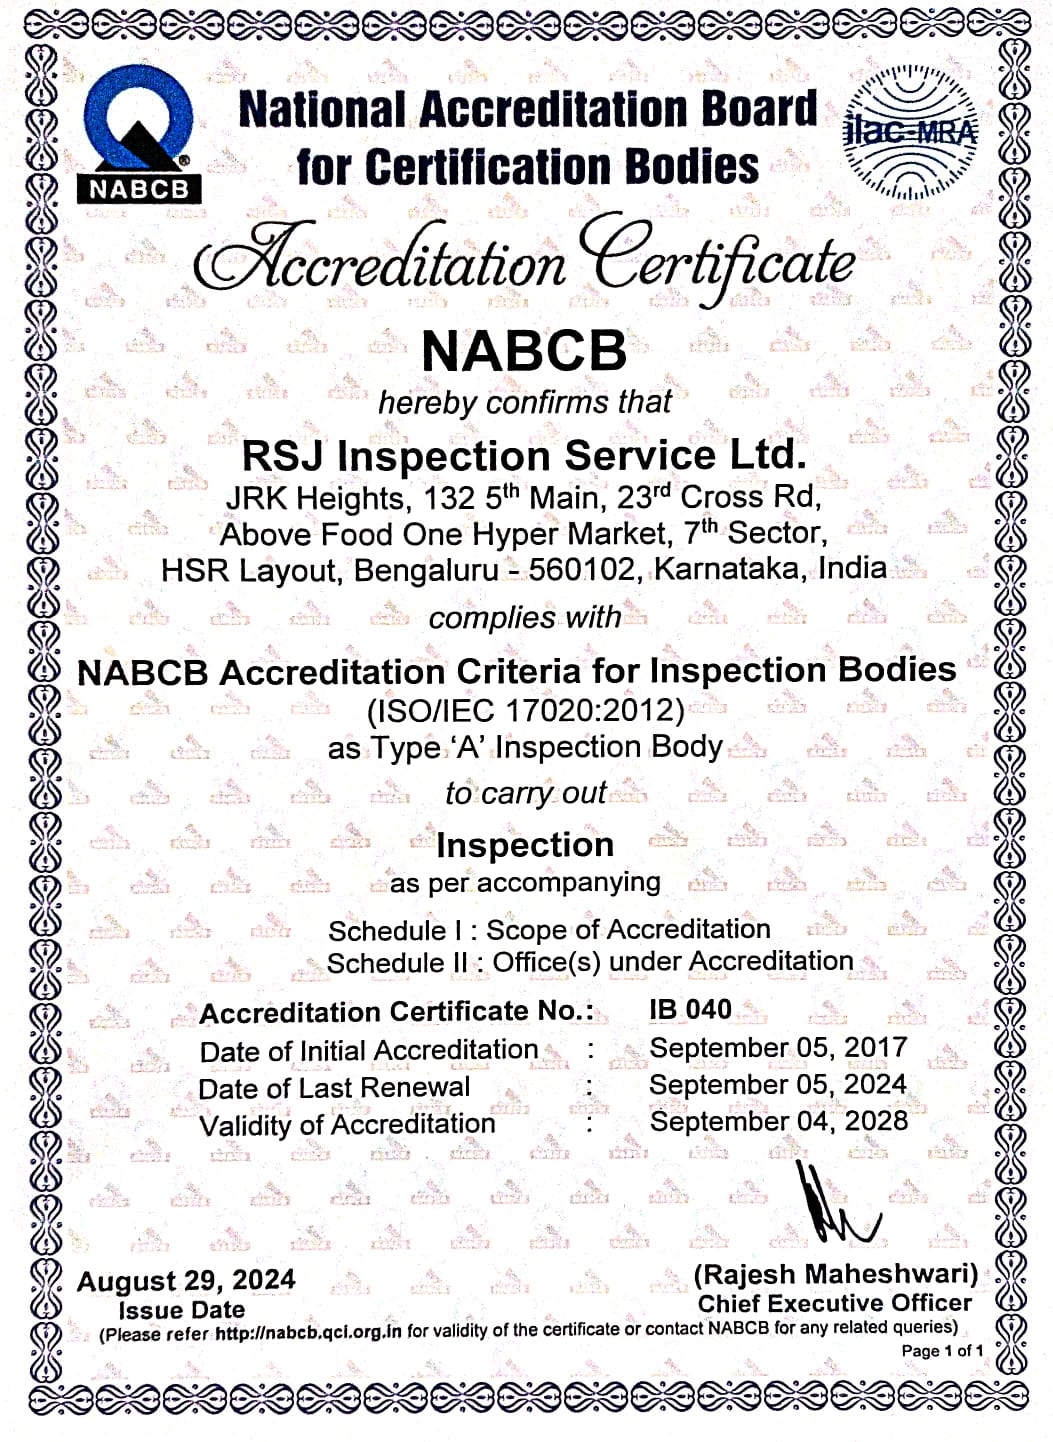 National Accreditation Board
for Certification Bodies
NABCB
ilac-MRA
Accreditation Certificate
NABCB
hereby confirms that
RSJ Inspection Service Ltd.
JRK Heights, 132 5th Main, 23rd Cross Rd,
Above Food One Hyper Market, 7th Sector,
HSR Layout, Bengaluru - 560102, Karnataka, India
complies with
NABCB Accreditation Criteria for Inspection Bodies
(ISO/IEC 17020:2012)
as Type ‘A’ Inspection Body
to carry out
Inspection
as per accompanying
Schedule I : Scope of Accreditation
Schedule II : Office(s) under Accreditation
Accreditation Certificate No.: IB 040
Date of Initial Accreditation : September 05, 2017
Date of Last Renewal : September 05, 2024
Validity of Accreditation : September 04, 2028
August 29, 2024
Issue Date
(Rajesh Maheshwari)
Chief Executive Officer
(Please refer http://nabcb.qci.org.in for validity of the certificate or contact NABCB for any related queries)
Page 1 of 1